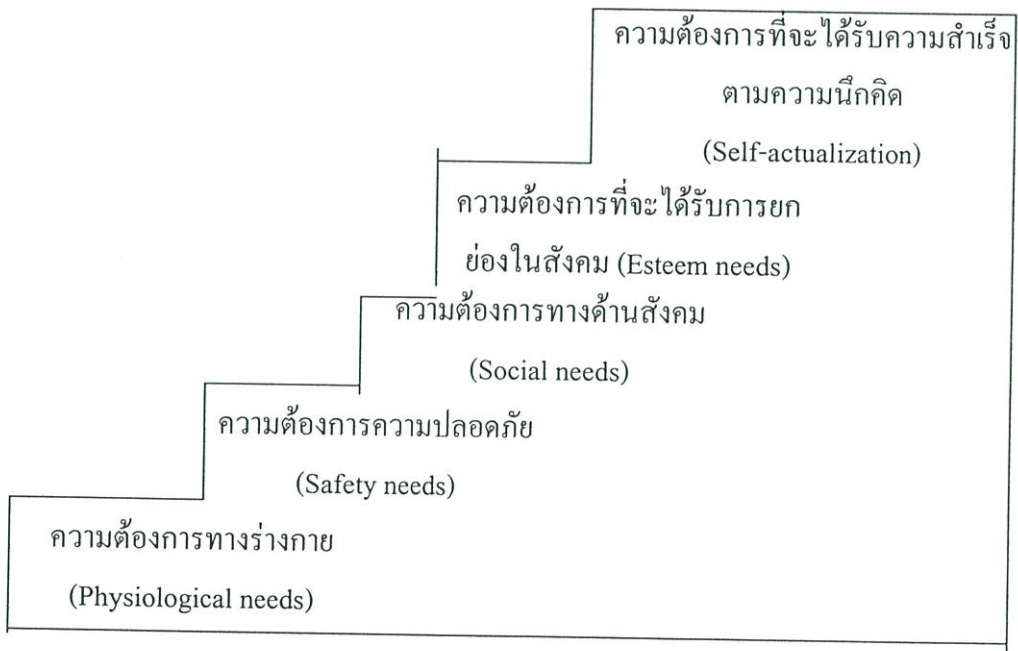 ความต้องการที่จะได้รับความสำเร็จ
ตามความนึกคิด
(Self-actualization)
ความต้องการที่จะได้รับการยก
ย่องในสังคม (Esteem needs)
ความต้องการทางด้านสังคม
(Social needs)
ความต้องการความปลอดภัย
(Safety needs)
ความต้องการทางร่างกาย
(Physiological needs)